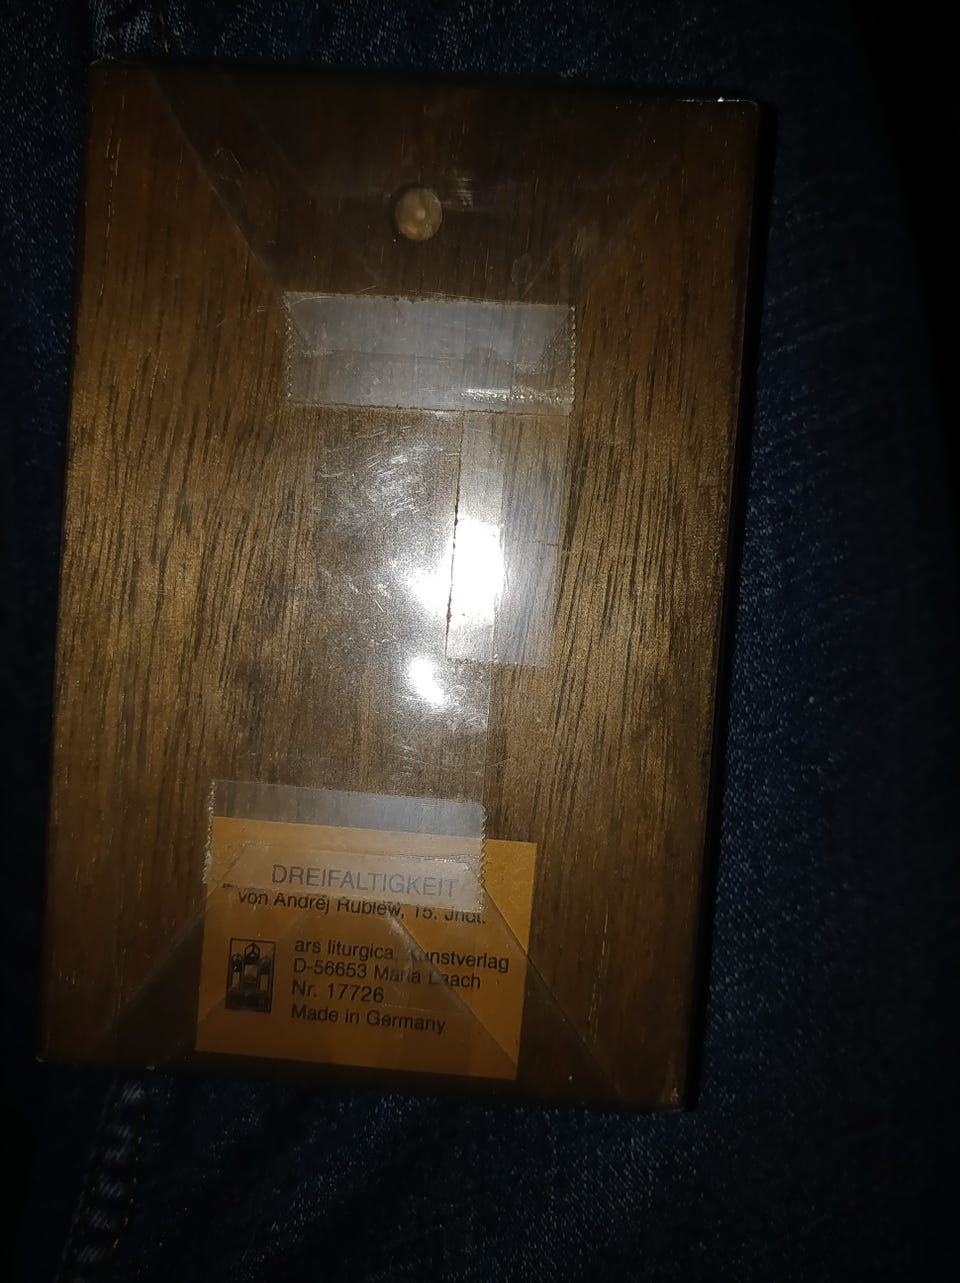 DREIFALTIGKEIT
von Andrej Rublew, 15. Jhdt.
ars liturgica, Kunstverlag
D-56653 Maria Laach
Nr. 17726
Made in Germany